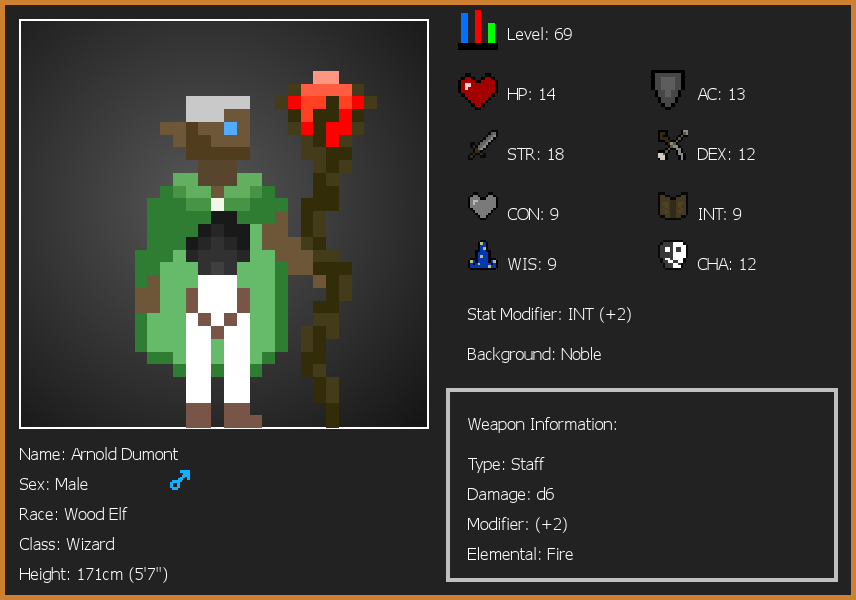 Level: 69
HP: 14
AC: 13
STR: 18
DEX: 12
CON: 9
INT: 9
WIS: 9
CHA: 12
Stat Modifier: INT (+2)
Background: Noble
Weapon Information:
Type: Staff
Damage: d6
Modifier: (+2)
Elemental: Fire
Name: Arnold Dumont
Sex: Male
Race: Wood Elf
Class: Wizard
Height: 171cm (5'7")